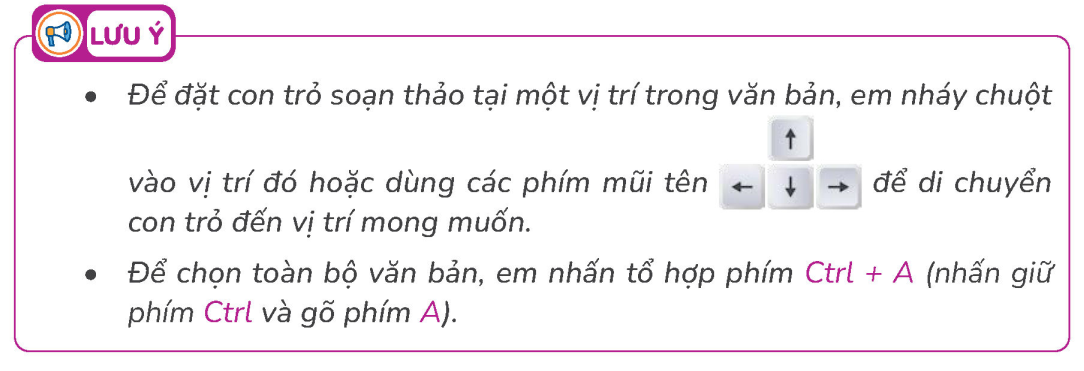 LƯU Ý
• Để đặt con trỏ soạn thảo tại một vị trí trong văn bản, em nháy chuột
↑
vào vị trí đó hoặc dùng các phím mũi tên ← ↓ → để di chuyển
con trỏ đến vị trí mong muốn.
• Để chọn toàn bộ văn bản, em nhấn tổ hợp phím Ctrl + A (nhấn giữ
phím Ctrl và gõ phím A).